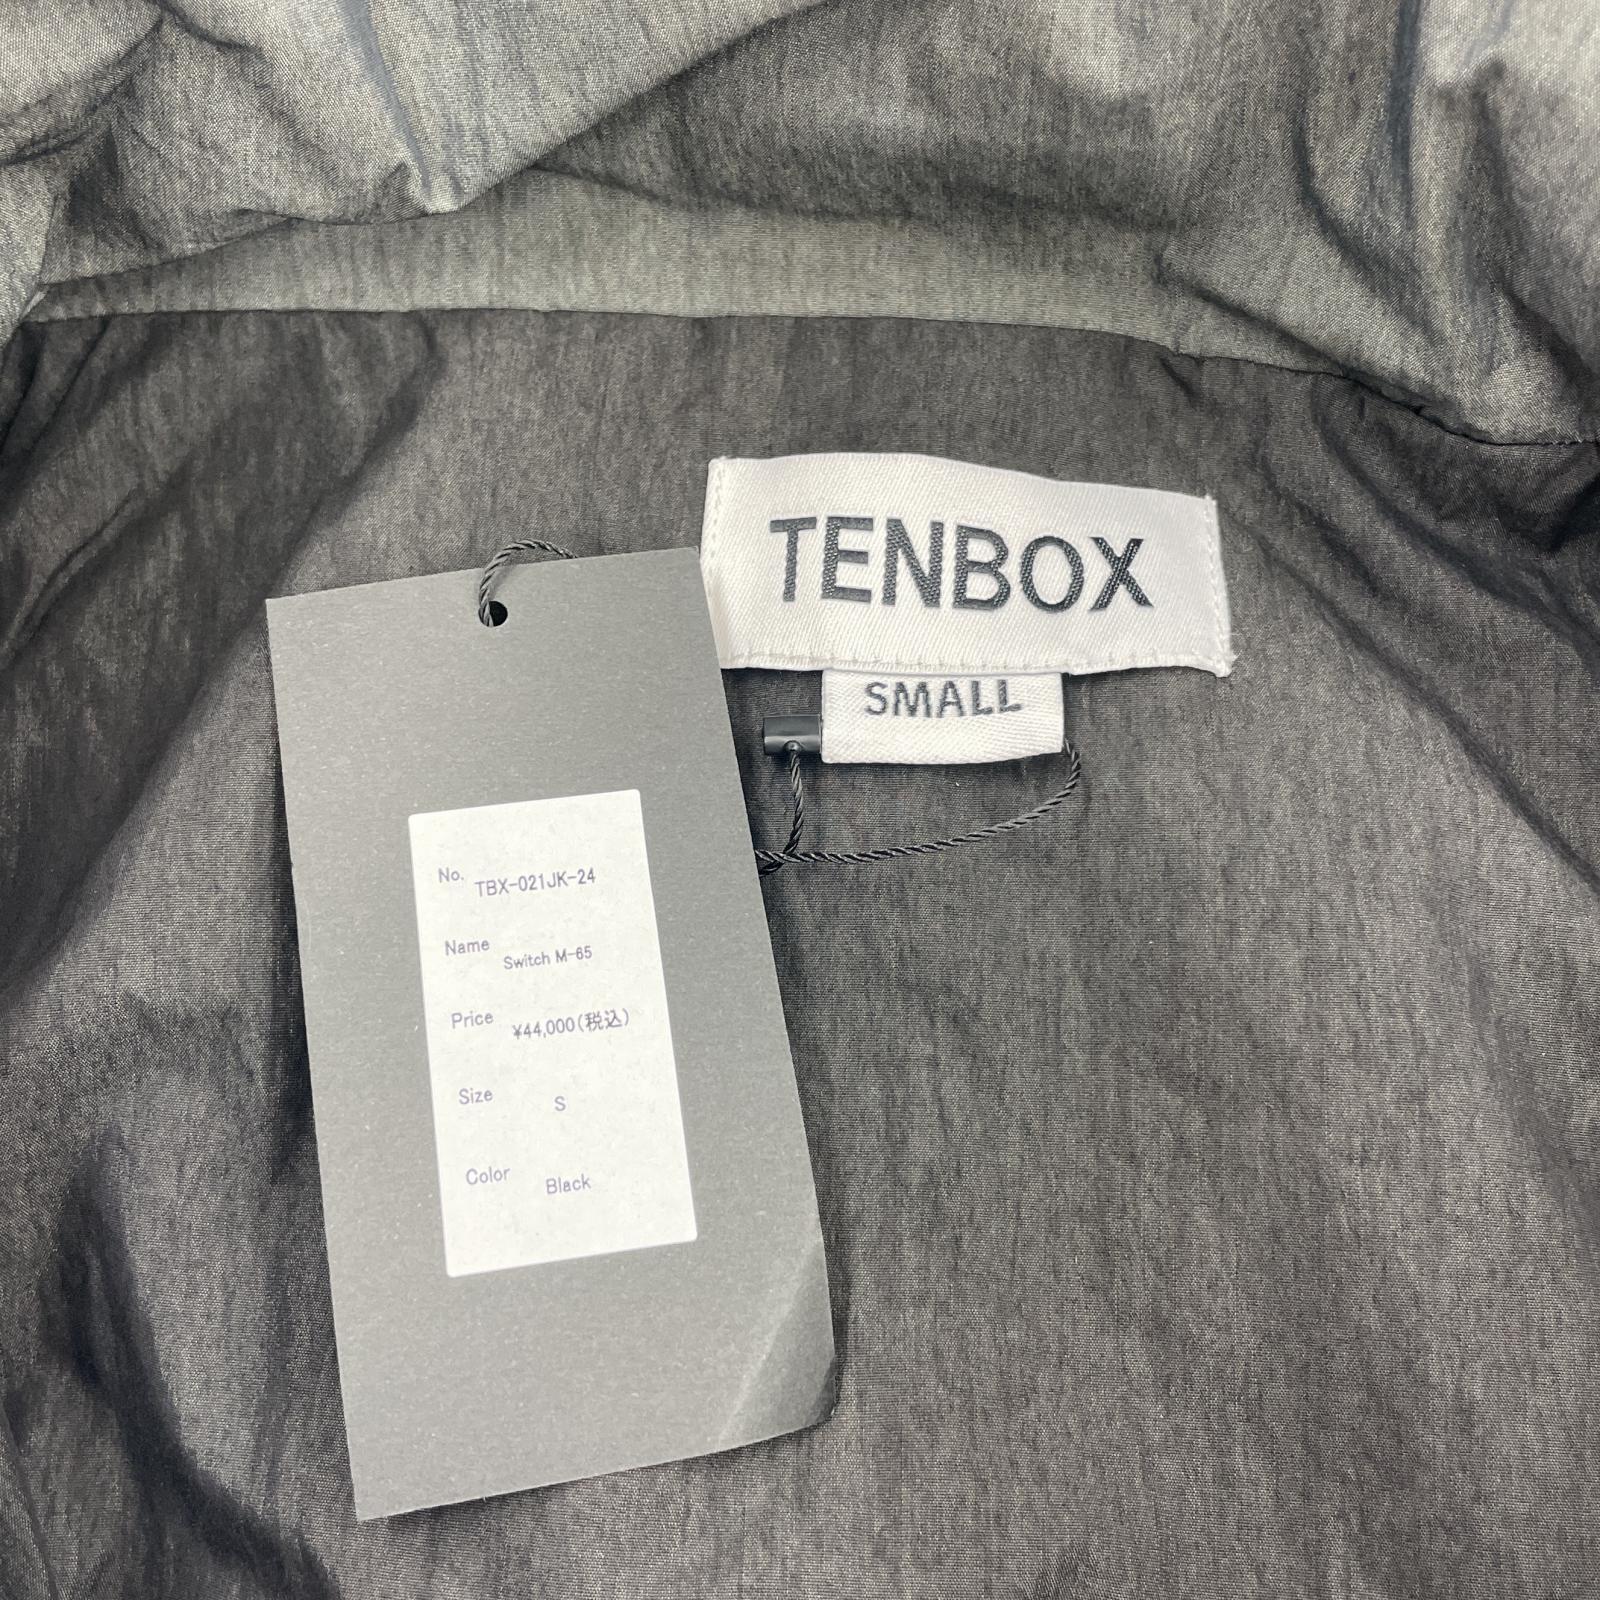 TENBOX
SMALL
No. TBX-021JK-24
Name Switch M-65
Price ¥44,000(税込)
Size S
Color Black